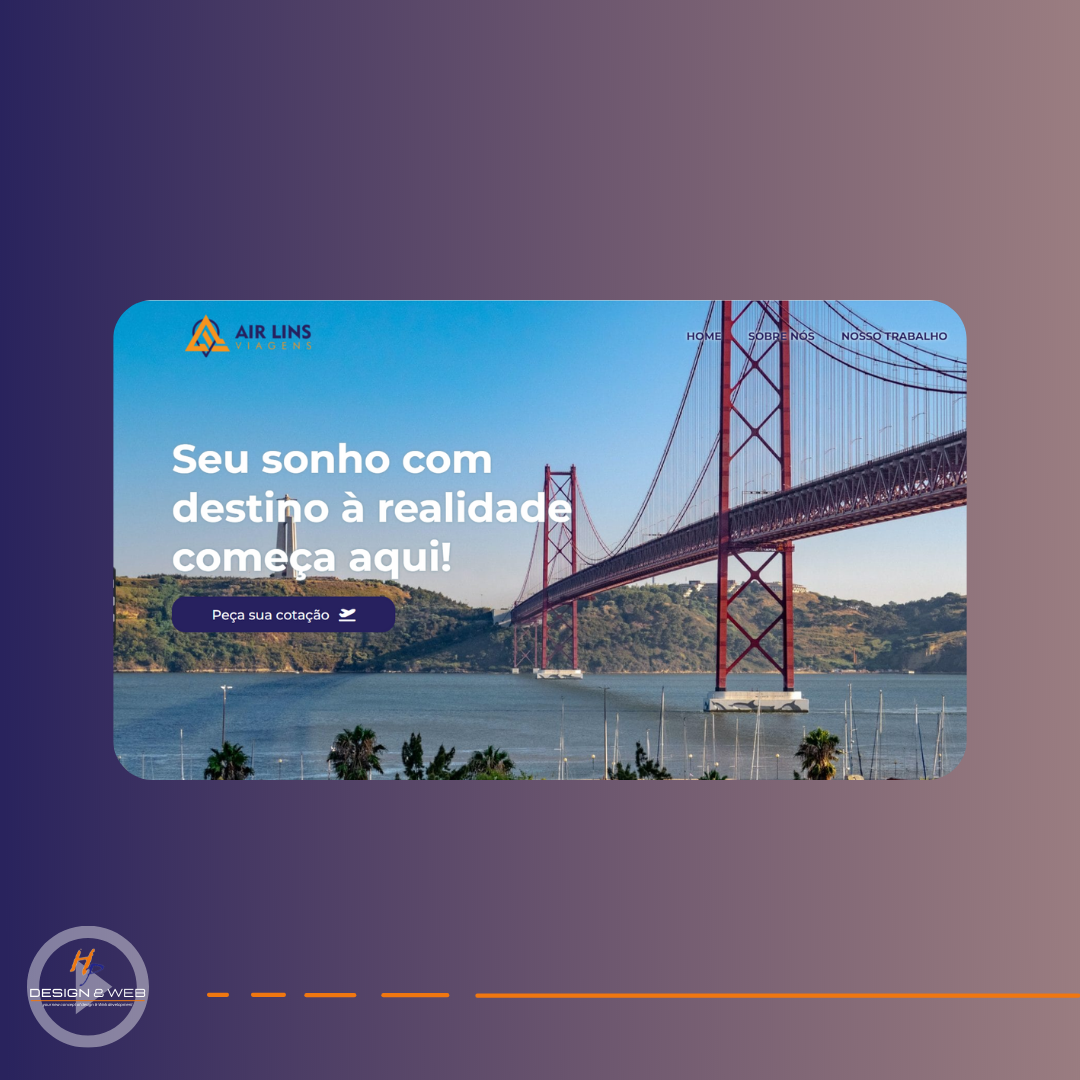 AIR LINS
VIAGENS
HOME SOBRE NÓS NOSSO TRABALHO
Seu sonho com
destino à realidade
começa aqui!
Peça sua cotação
H
DESIGN & WEB